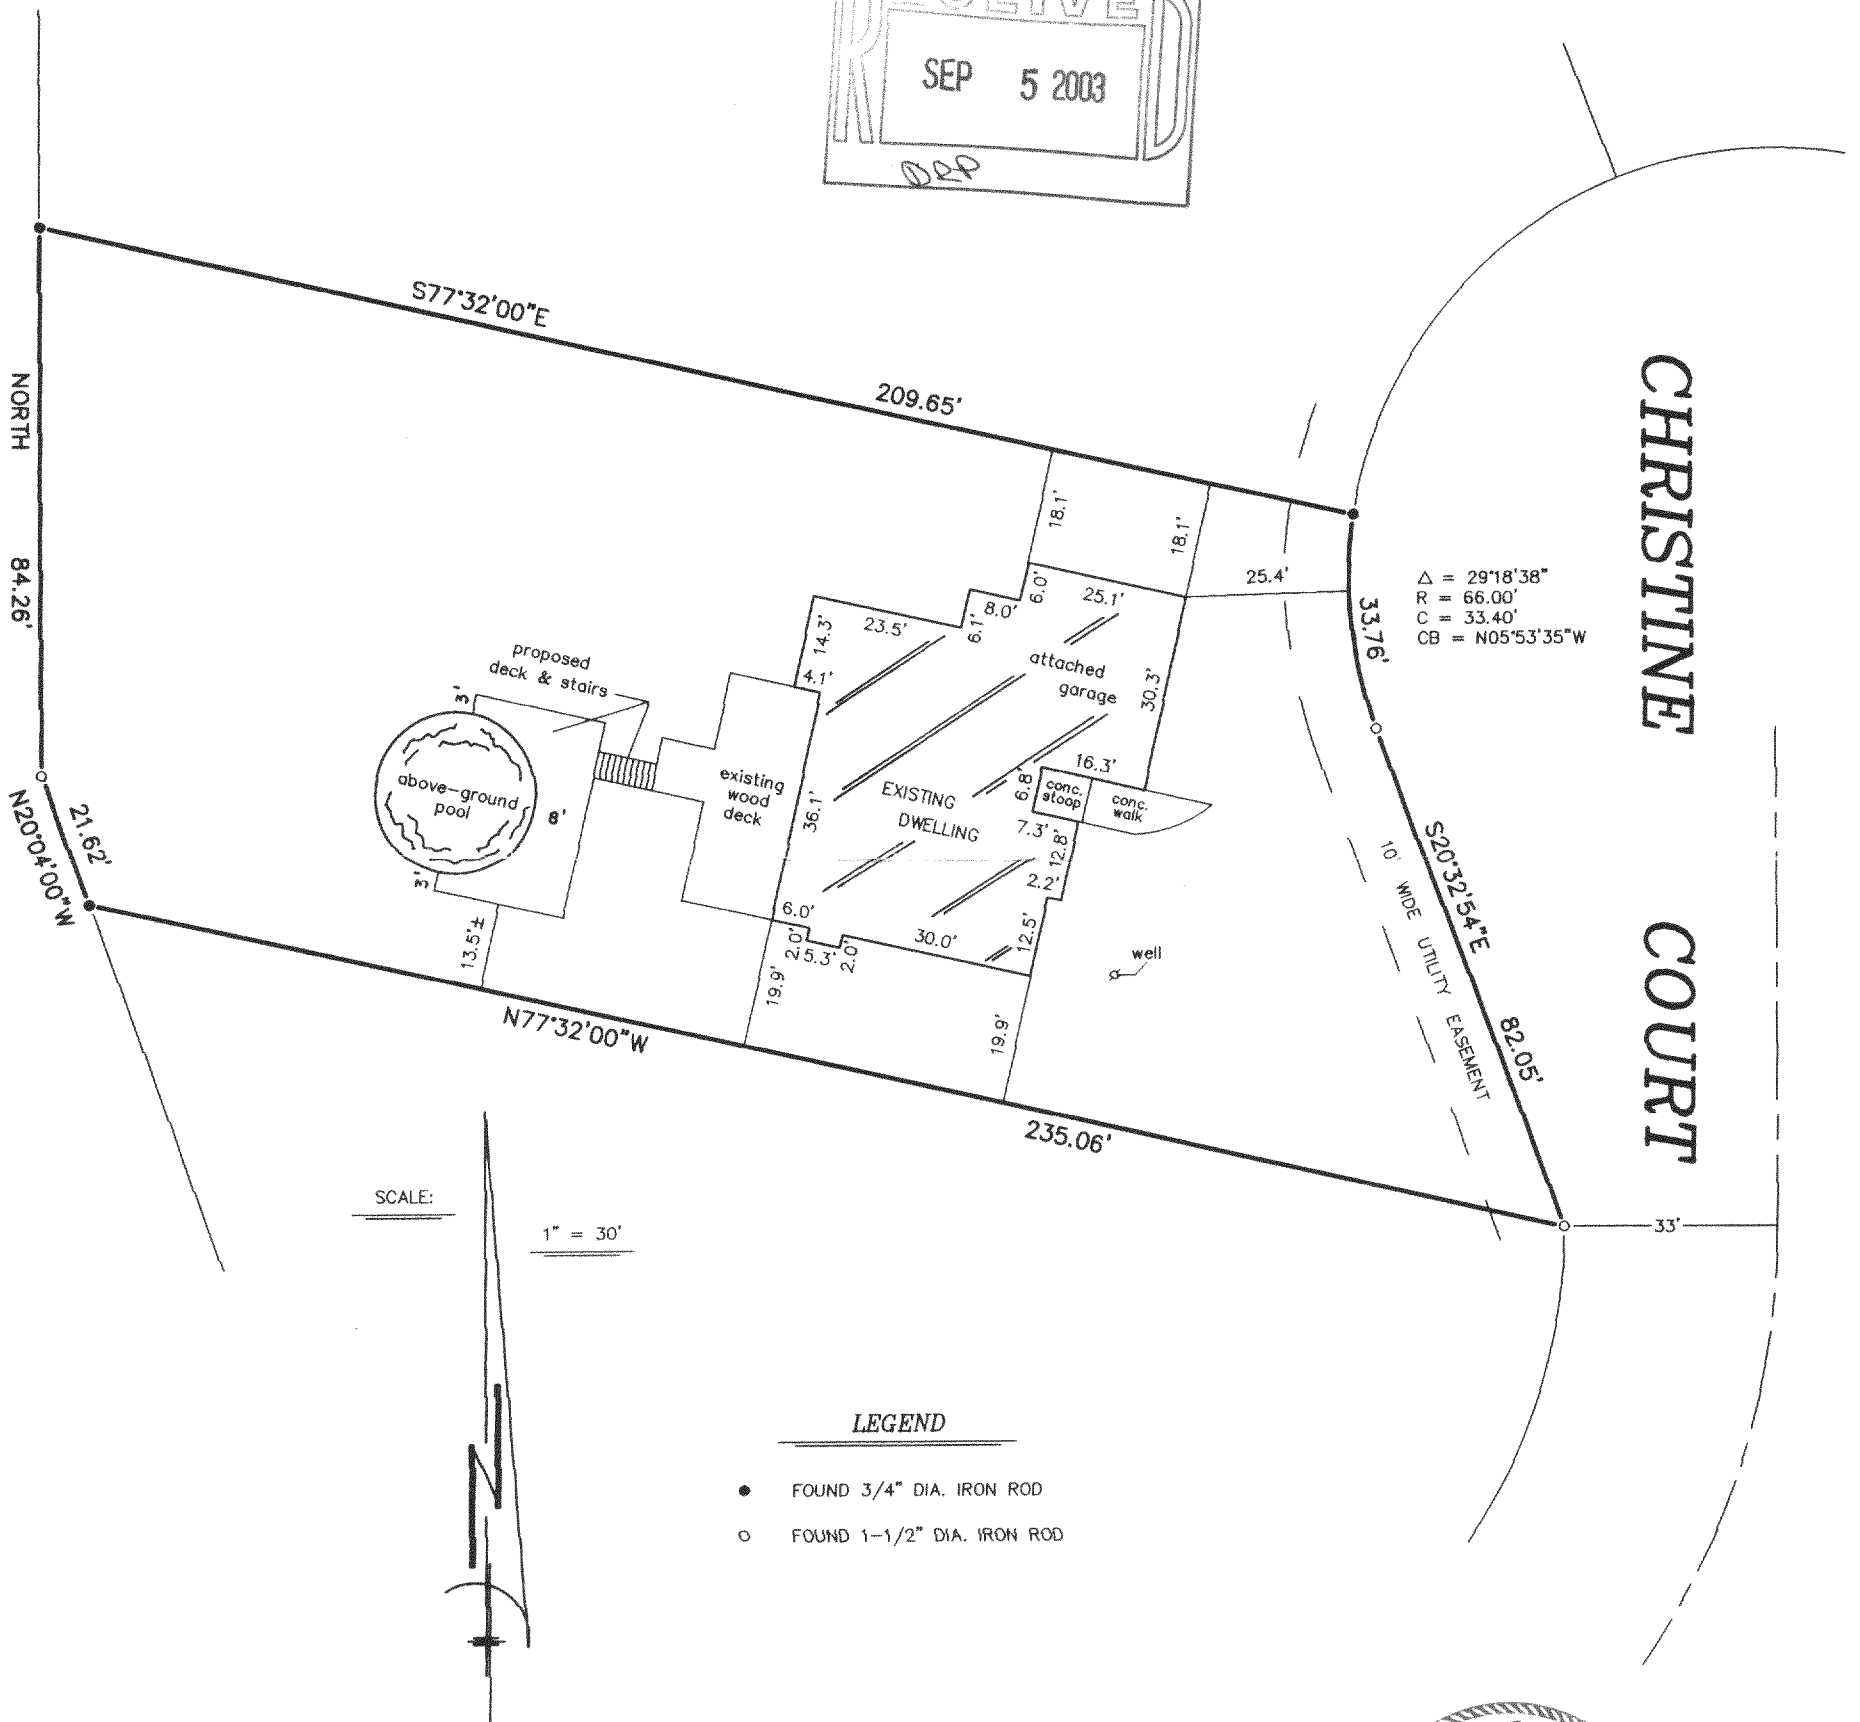 SEP 5 2003
S77°32'00"E
209.65'
NORTH 84.26'
21.62'
N20°04'00"W
CHRISTINE COURT
18.1'
18.1'
25.4'
Δ = 29°18'38"
R = 66.00'
C = 33.40'
CB = N05°53'35"W
33.76'
6.0'
25.1'
8.0'
6.1'
23.5'
14.3'
4.1'
attached
garage
30.3'
proposed
deck & stairs
3'
above-ground
pool
8'
3'
existing
wood
deck
36.1'
EXISTING
DWELLING
16.3'
6.8'
conc.
stoop
conc.
walk
7.3'
12.8'
2.2'
12.5'
6.0'
2.0'
5.3'
2.0'
30.0'
well
13.5'±
19.9'
19.9'
S20°32'54"E
82.05'
10' WIDE UTILITY EASEMENT
N77°32'00"W
235.06'
33'
SCALE:
1" = 30'
N
LEGEND
FOUND 3/4" DIA. IRON ROD
FOUND 1-1/2" DIA. IRON ROD